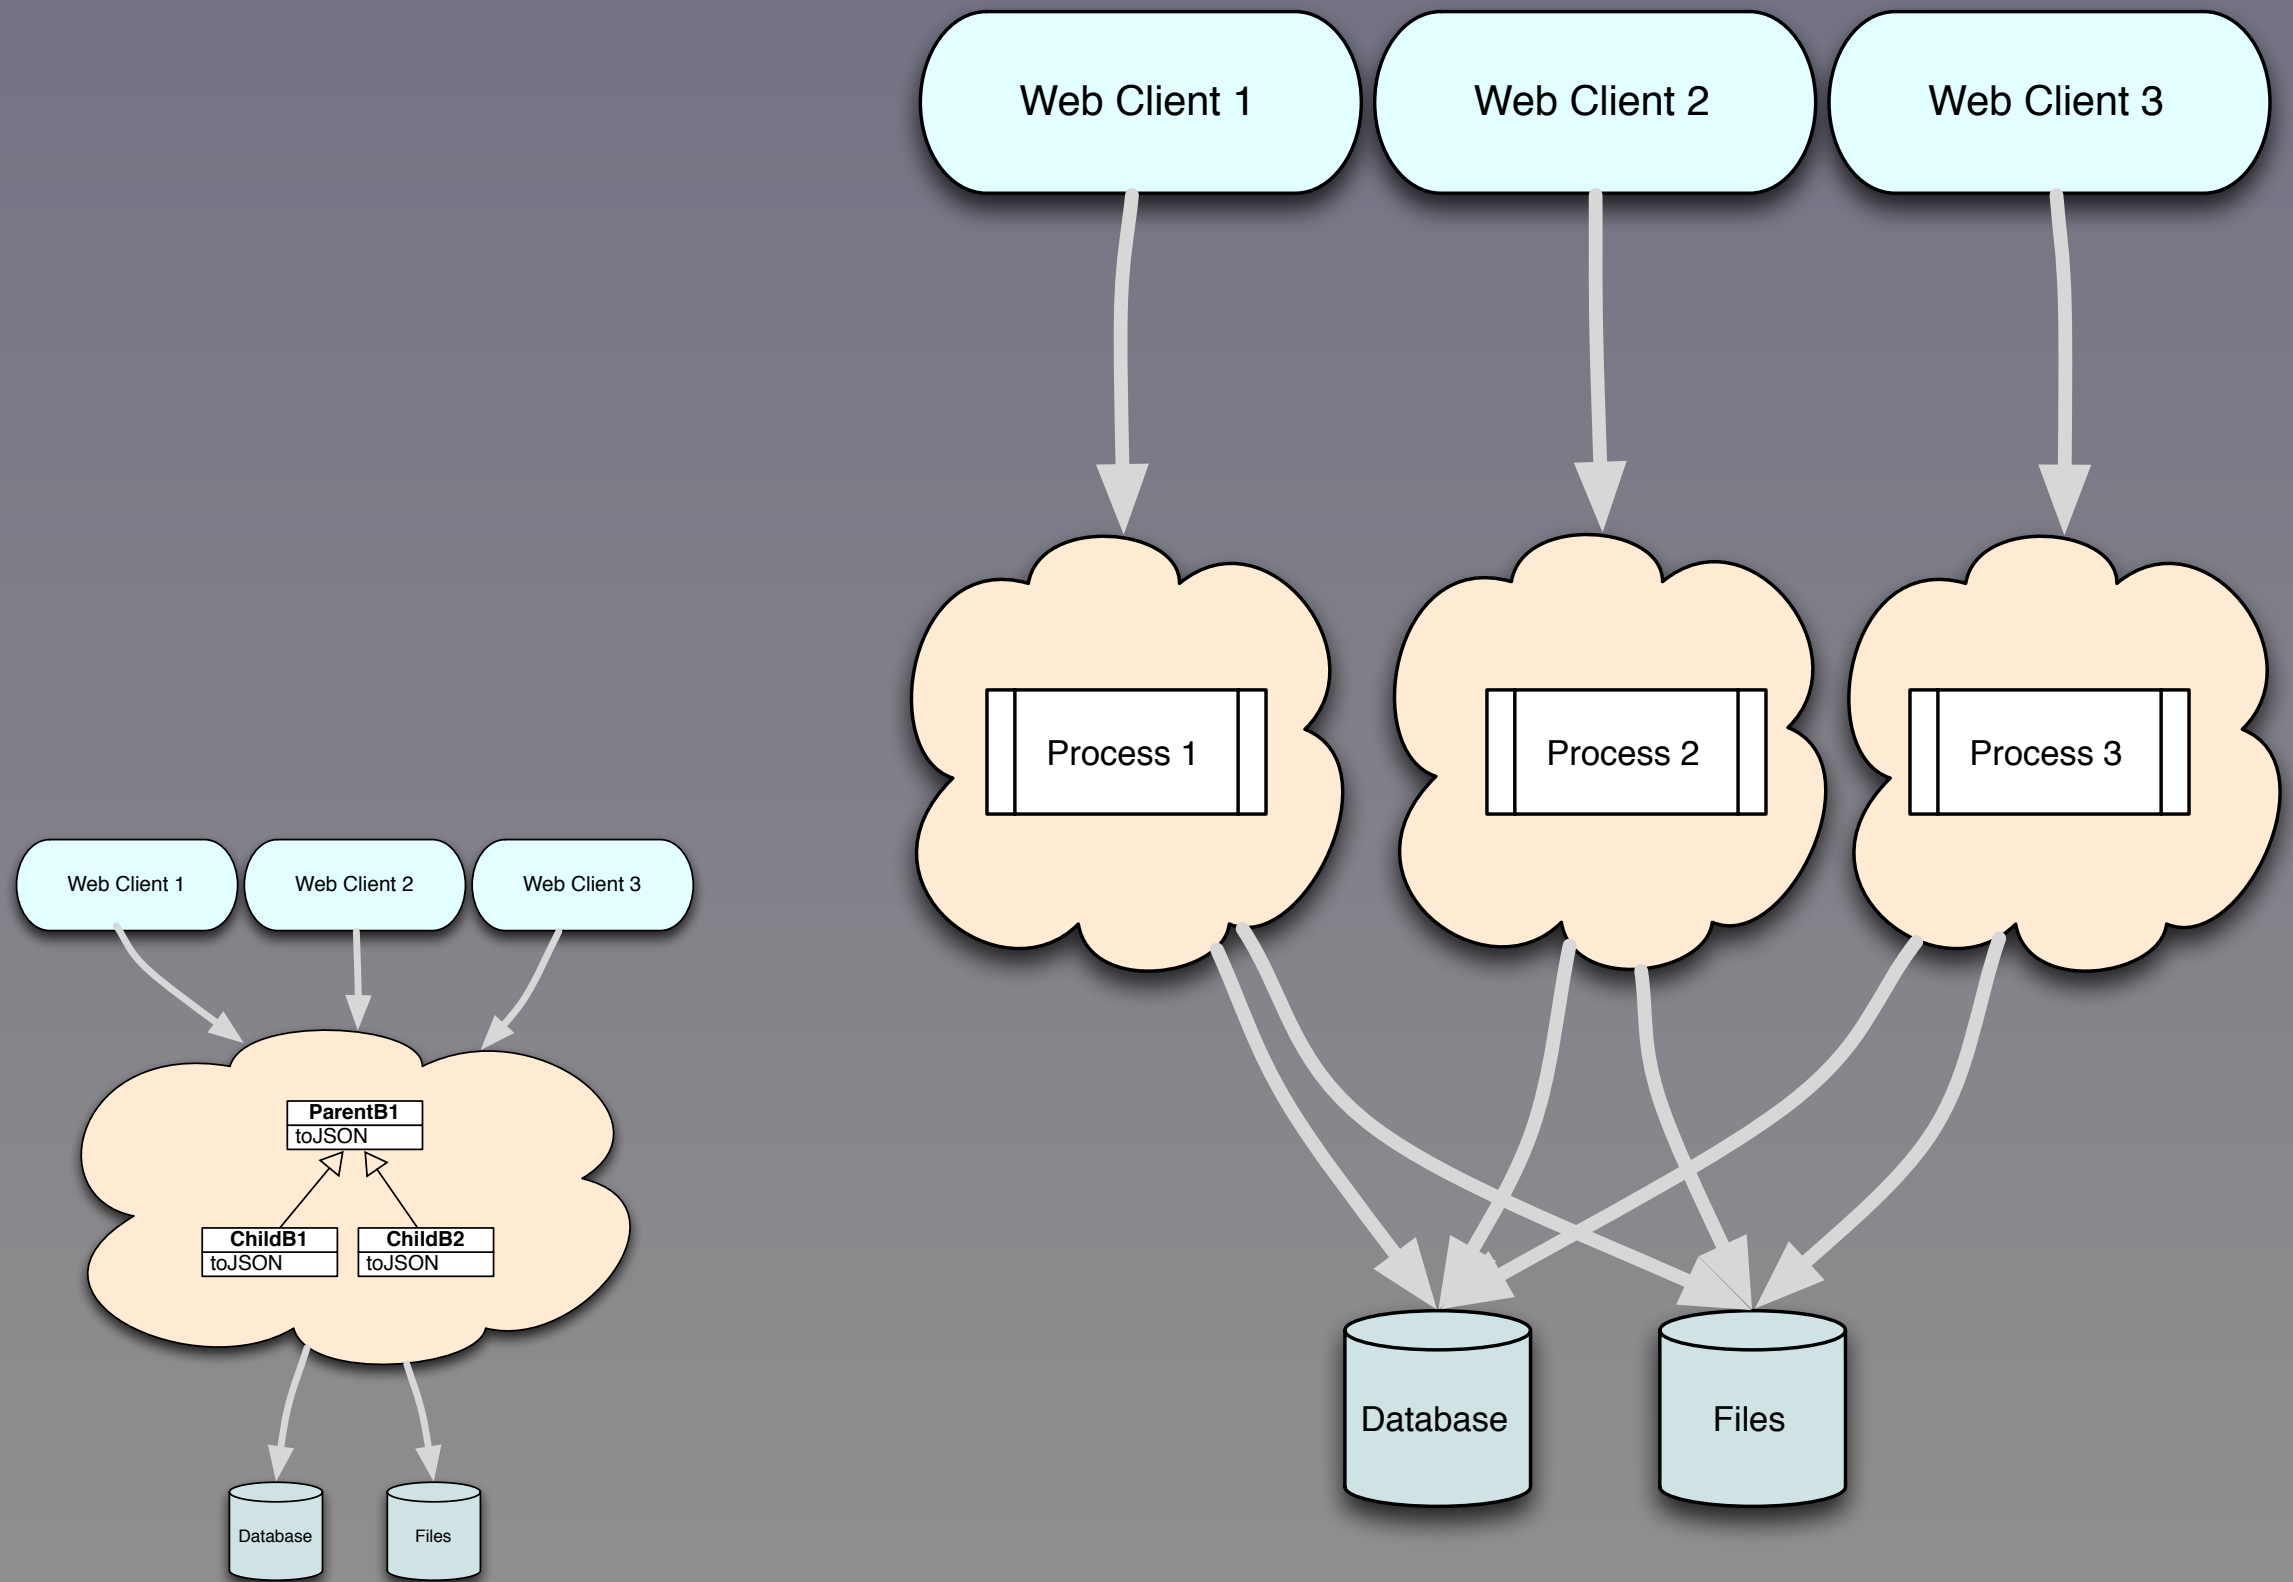 Web Client 1
Web Client 2
Web Client 3
Process 1
Process 2
Process 3
Database
Files
Web Client 1
Web Client 2
Web Client 3
ParentB1
toJSON
ChildB1
toJSON
ChildB2
toJSON
Database
Files